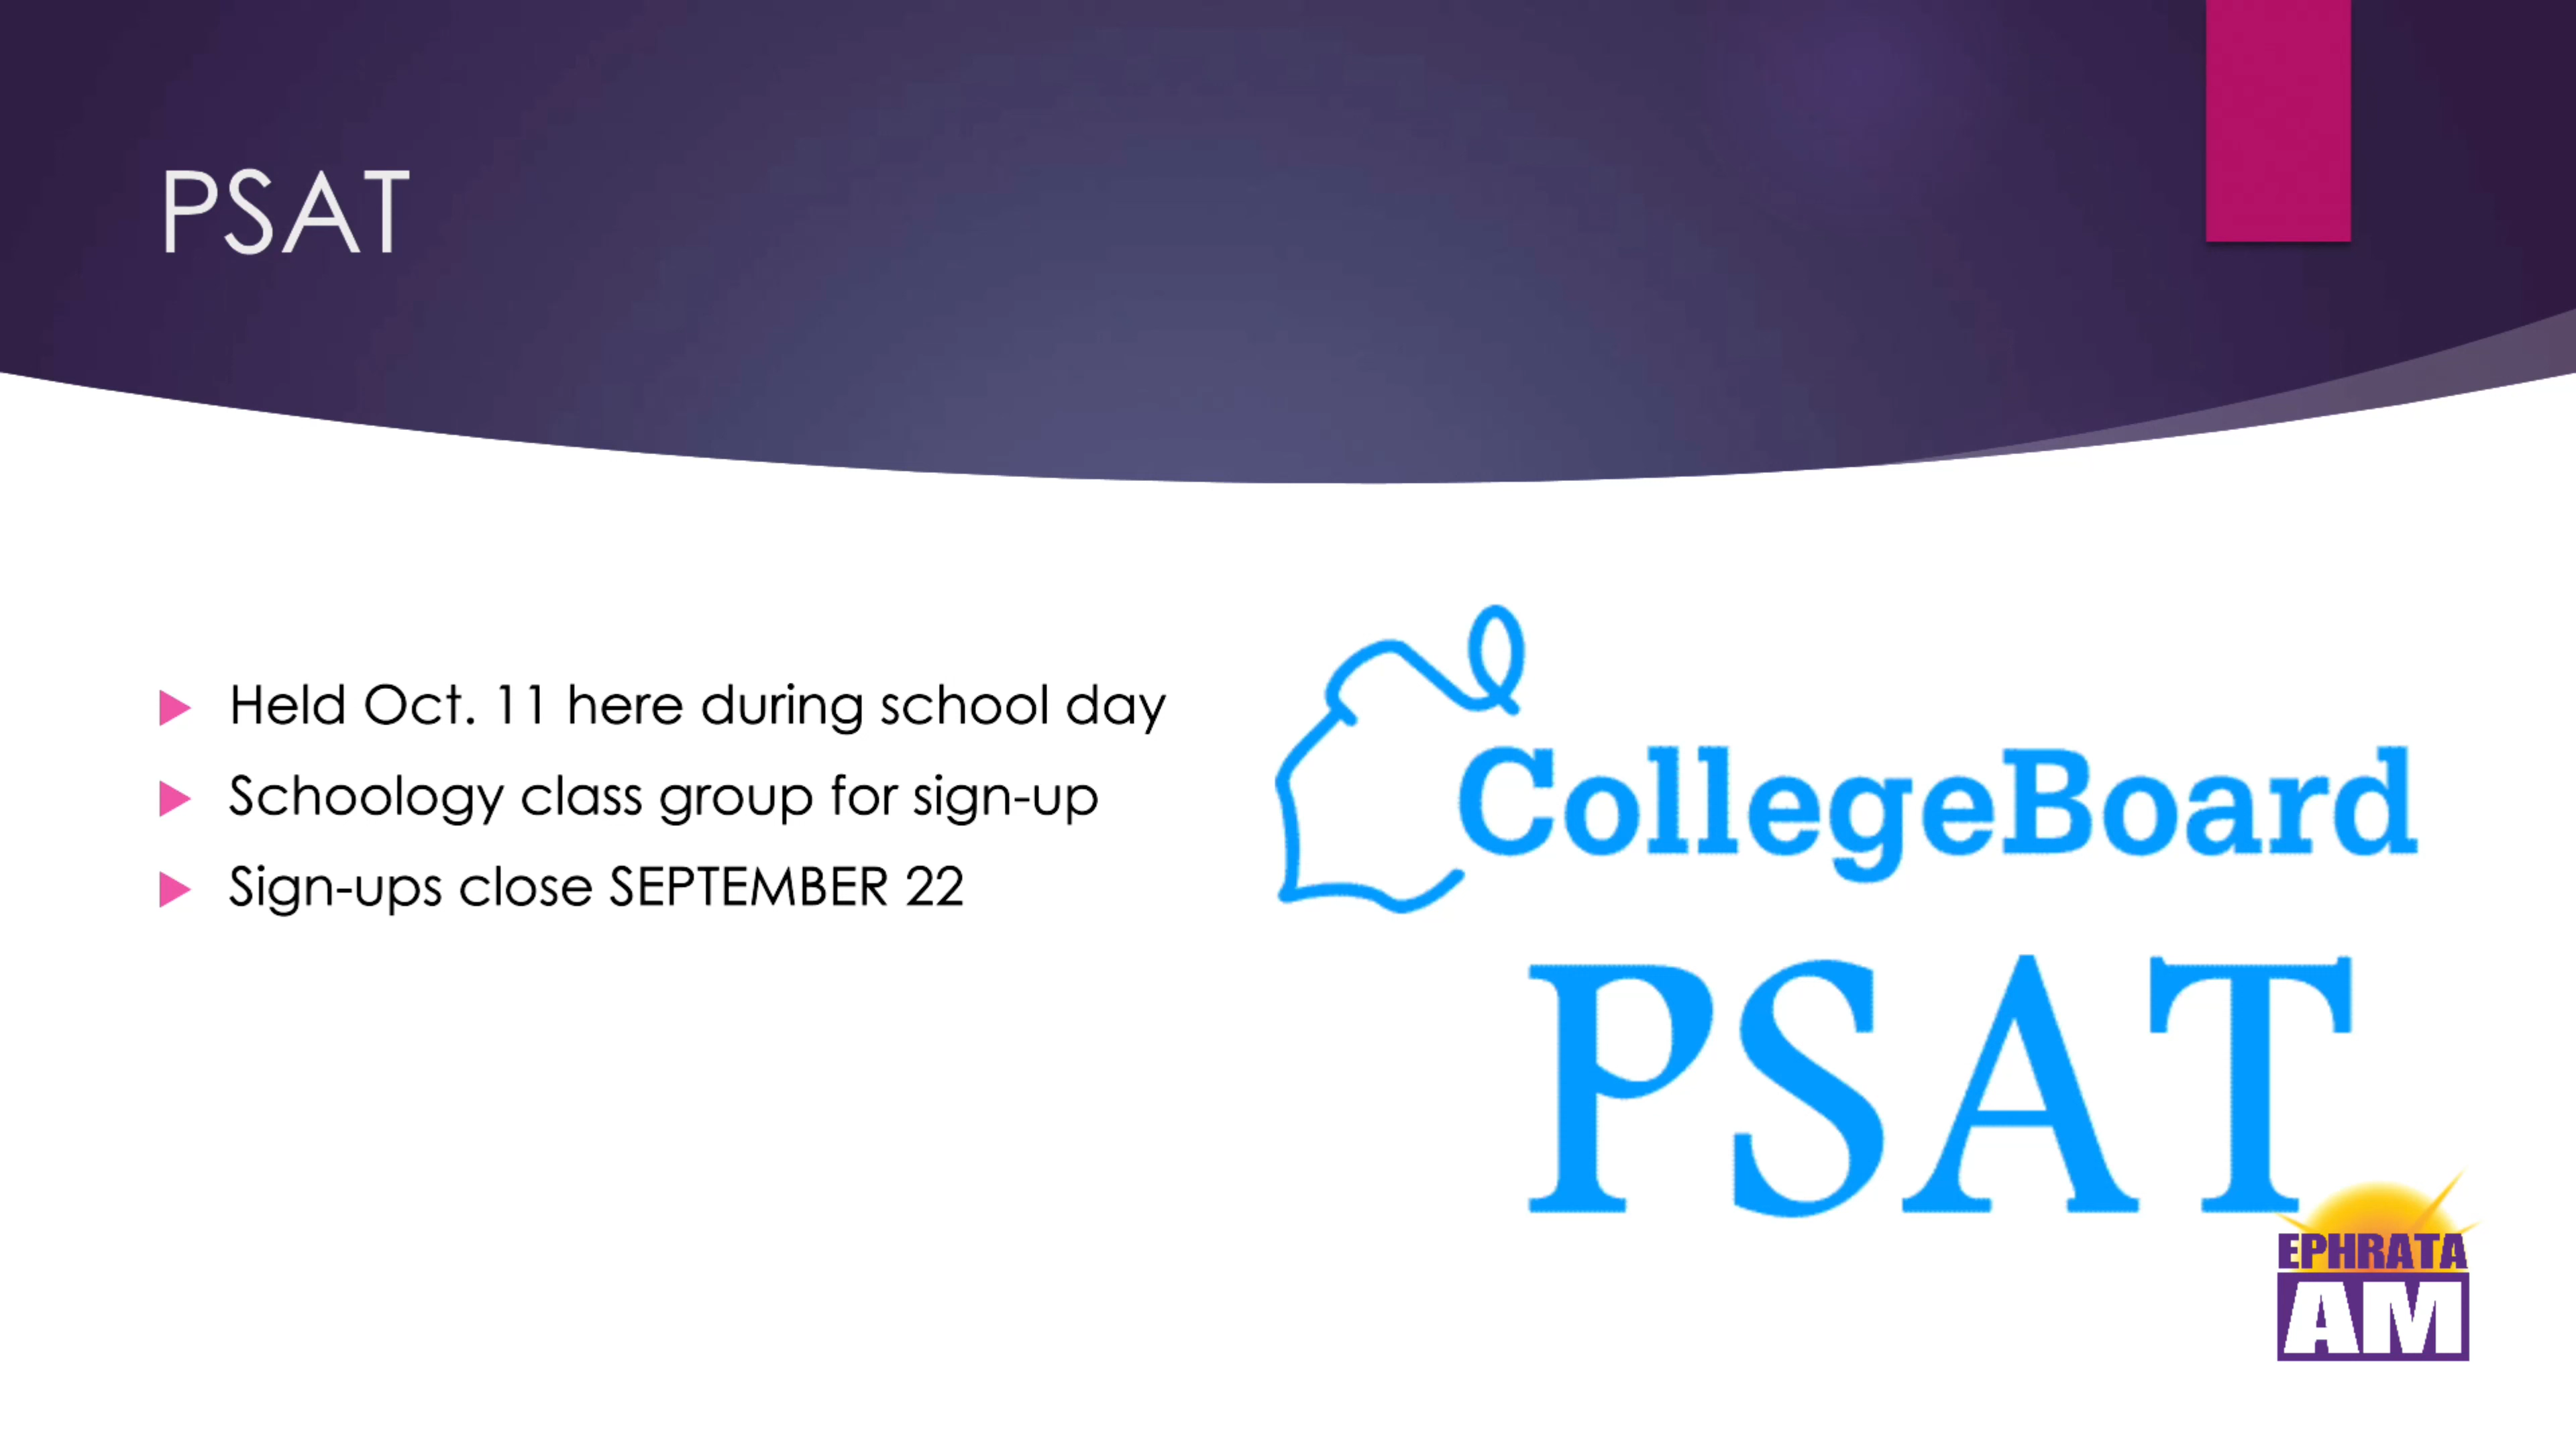 PSAT
Held Oct. 11 here during school day
Schoology class group for sign-up
Sign-ups close SEPTEMBER 22
CollegeBoard
PSAT
EPHRATA
AM